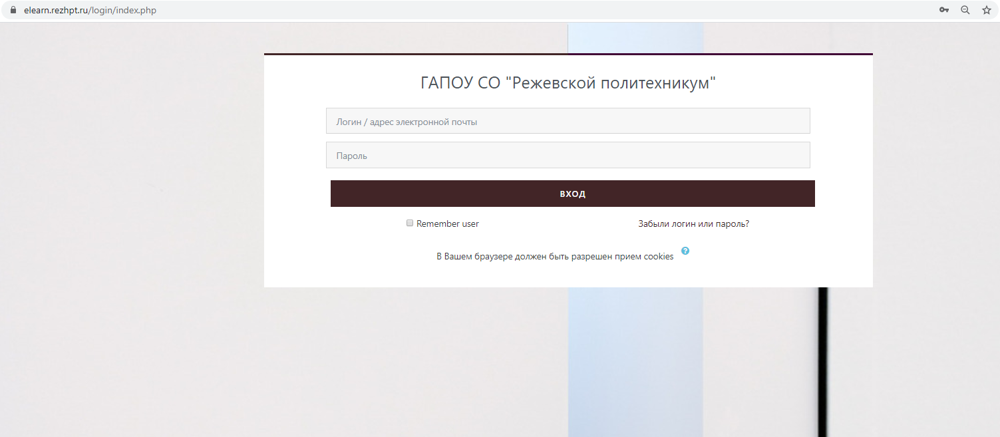 elearn.rezhpt.ru/login/index.php
ГАПОУ СО "Режевской политехникум"
Логин / адрес электронной почты
Пароль
ВХОД
Remember user
Забыли логин или пароль?
В Вашем браузере должен быть разрешен прием cookies ?